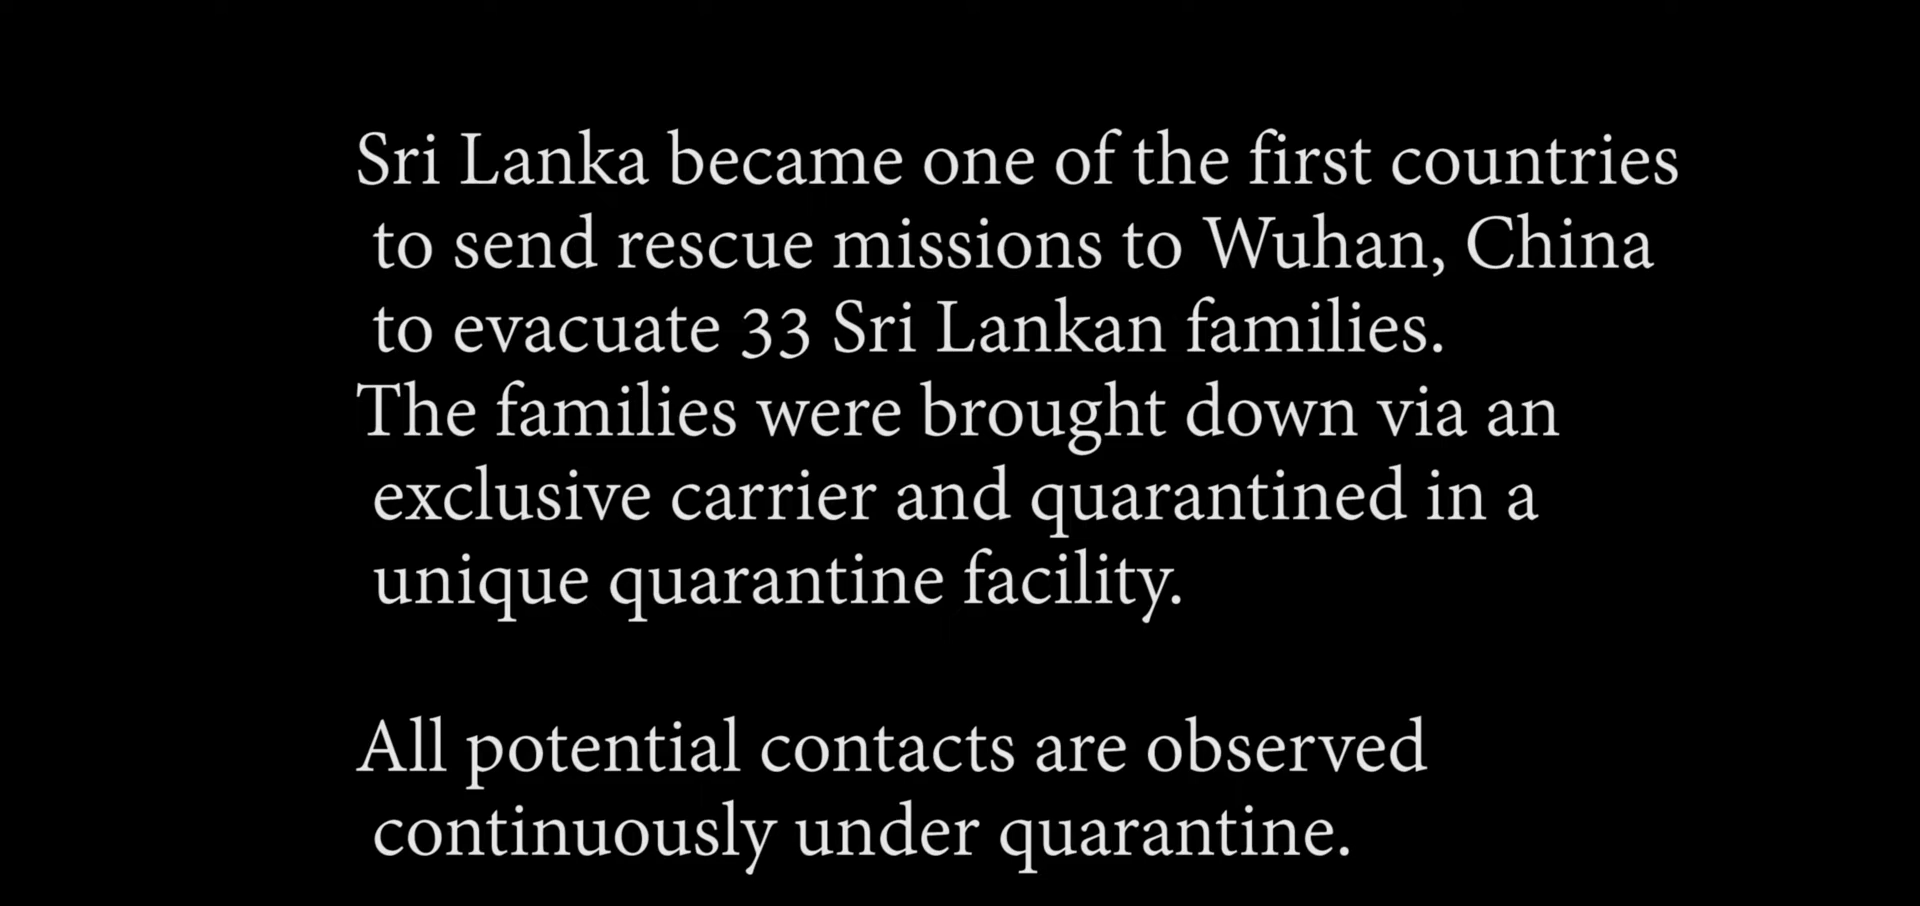 Sri Lanka became one of the first countries
to send rescue missions to Wuhan, China
to evacuate 33 Sri Lankan families.
The families were brought down via an
exclusive carrier and quarantined in a
unique quarantine facility.
All potential contacts are observed
continuously under quarantine.